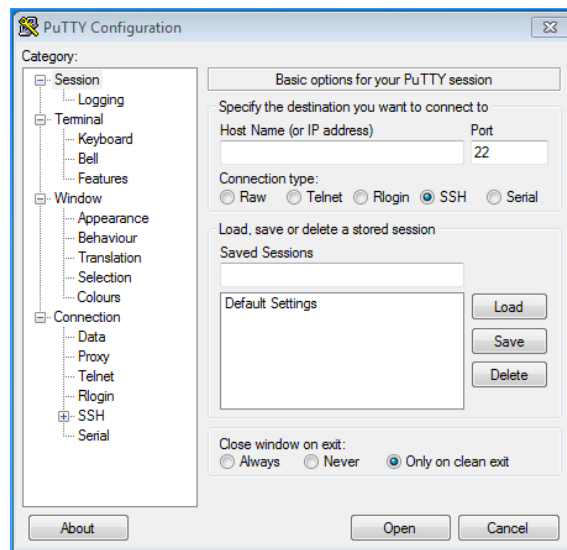 PuTTY Configuration
Category:
Session
Logging
Terminal
Keyboard
Bell
Features
Window
Appearance
Behaviour
Translation
Selection
Colours
Connection
Data
Proxy
Telnet
Rlogin
SSH
Serial
Basic options for your PuTTY session
Specify the destination you want to connect to
Host Name (or IP address) Port
22
Connection type:
Raw Telnet Rlogin SSH Serial
Load, save or delete a stored session
Saved Sessions
Default Settings
Load
Save
Delete
Close window on exit:
Always Never Only on clean exit
About Open Cancel